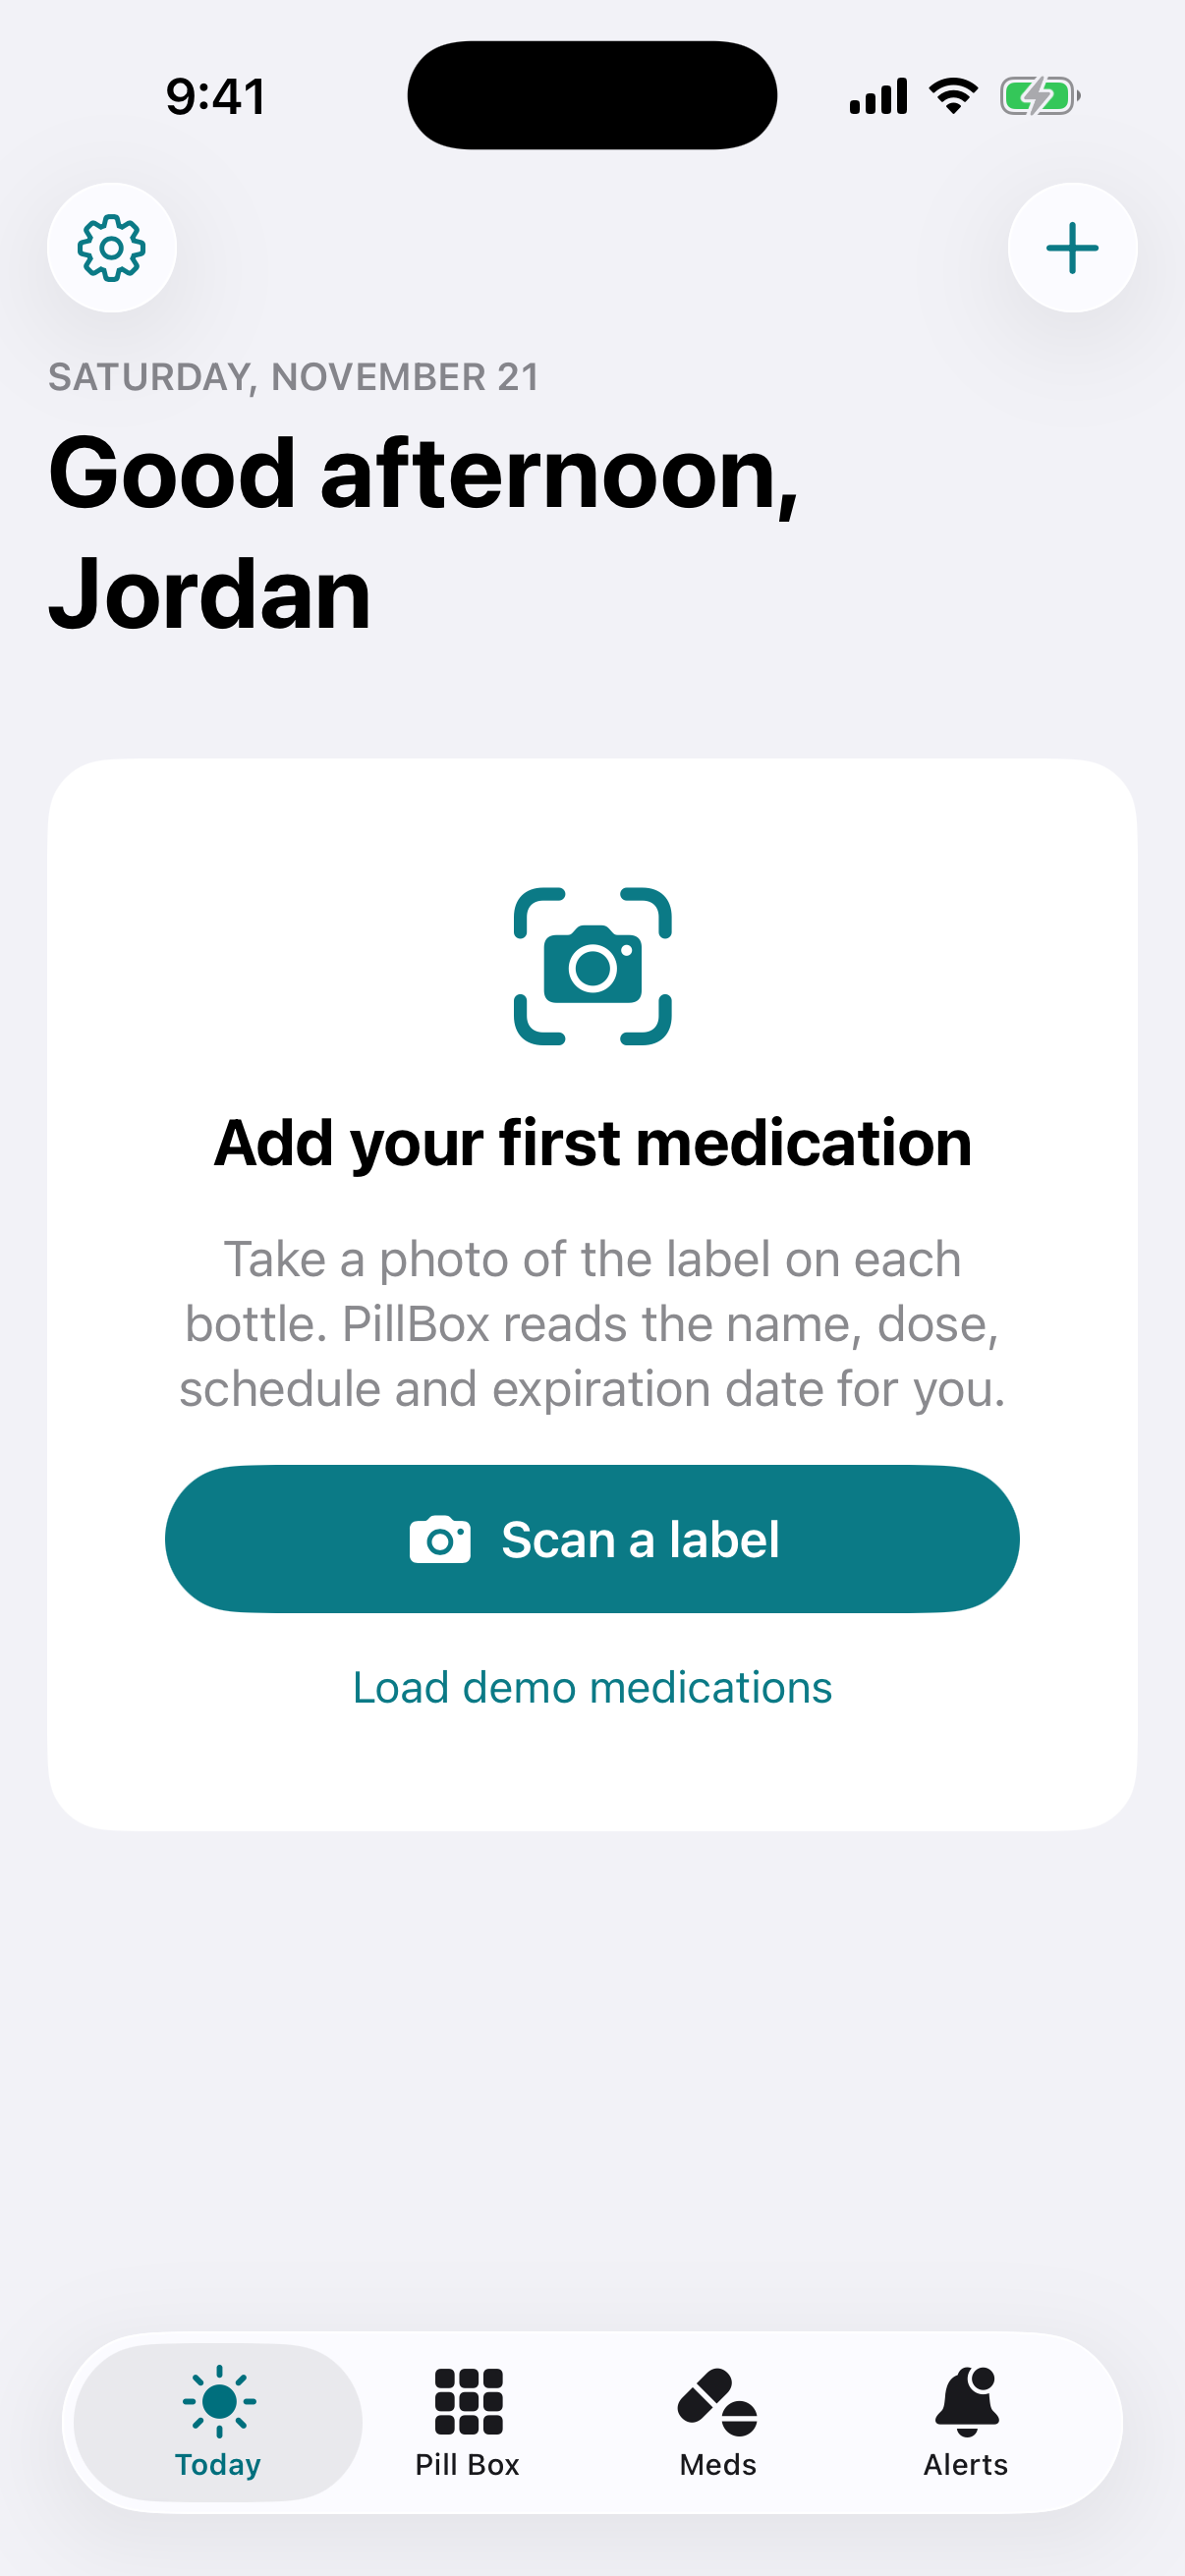 9:41
SATURDAY, NOVEMBER 21
Good afternoon,
Jordan
Add your first medication
Take a photo of the label on each
bottle. PillBox reads the name, dose,
schedule and expiration date for you.
Scan a label
Load demo medications
Today
Pill Box
Meds
Alerts